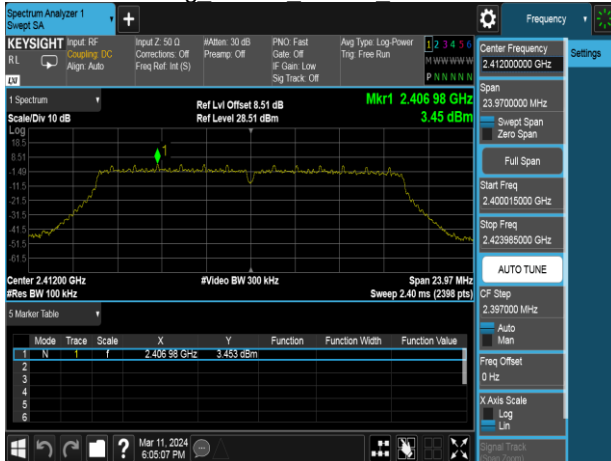 Spectrum Analyzer 1
Swept SA
+
Frequency
KEYSIGHT
RL
LXI
Input: RF
Coupling: DC
Align: Auto
Input Z: 50 Ω
Corrections: Off
Freq Ref: Int (S)
#Atten: 30 dB
Preamp: Off
PNO: Fast
Gate: Off
IF Gain: Low
Sig Track: Off
Avg Type: Log-Power
Trig: Free Run
1 2 3 4 5 6
M W W W W W
P N N N N N
Center Frequency
2.412000000 GHz
Settings
Span
23.9700000 MHz
Swept Span
Zero Span
Full Span
Start Freq
2.400015000 GHz
Stop Freq
2.423985000 GHz
AUTO TUNE
CF Step
2.397000 MHz
Auto
Man
Freq Offset
0 Hz
X Axis Scale
Log
Lin
Signal Track
(Span Zoom)
1 Spectrum
Scale/Div 10 dB
Ref Lvl Offset 8.51 dB
Ref Level 28.51 dBm
Mkr1 2.406 98 GHz
3.45 dBm
Log
18.5
8.51
-1.49
-11.5
-21.5
-31.5
-41.5
-51.5
-61.5
1
Center 2.41200 GHz
#Video BW 300 kHz
Span 23.97 MHz
#Res BW 100 kHz
Sweep 2.40 ms (2398 pts)
5 Marker Table
Mode Trace Scale X Y Function Function Width Function Value
1 N 1 f 2.406 98 GHz 3.453 dBm
2
3
4
5
6
?
Mar 11, 2024
6:05:07 PM